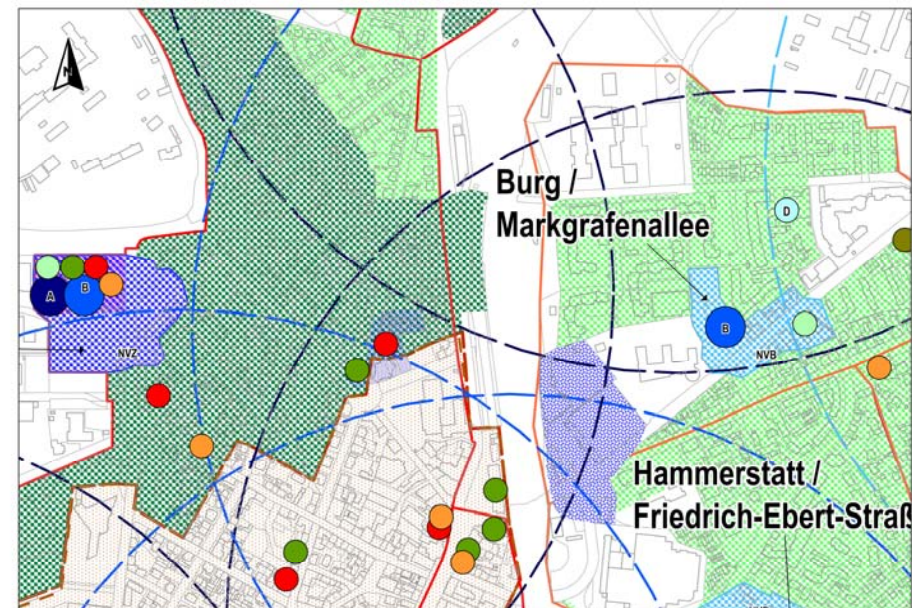 N
Burg /
Markgrafenallee
D
A
B
B
NVZ
NVB
Hammerstatt /
Friedrich-Ebert-Straß